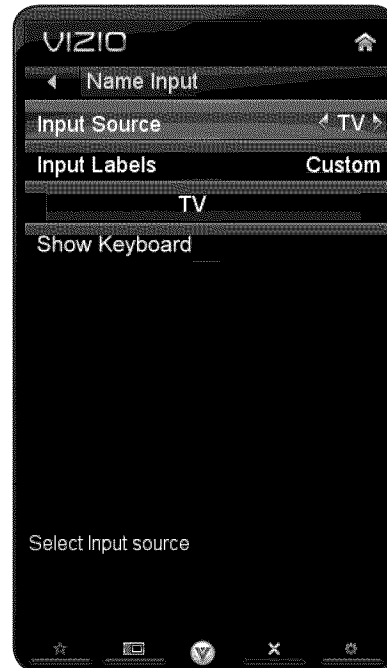 VIZIO
Name Input
Input Source TV
Input Labels Custom
TV
Show Keyboard
Select Input source
V